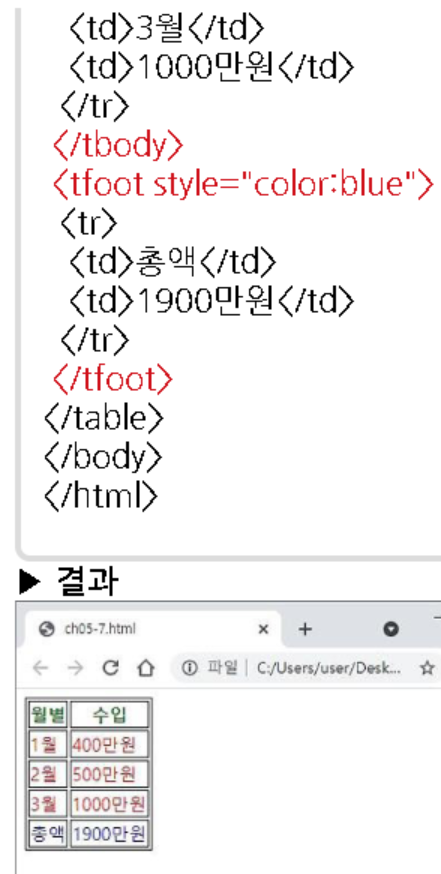 <td>3월</td>
<td>1000만원</td>
</tr>
</tbody>
<tfoot style="color:blue">
<tr>
<td>총액</td>
<td>1900만원</td>
</tr>
</tfoot>
</table>
</body>
</html>
▶ 결과
ch05-7.html
파일 | C:/Users/user/Desk...
월별 수입
1월 400만원
2월 500만원
3월 1000만원
총액 1900만원